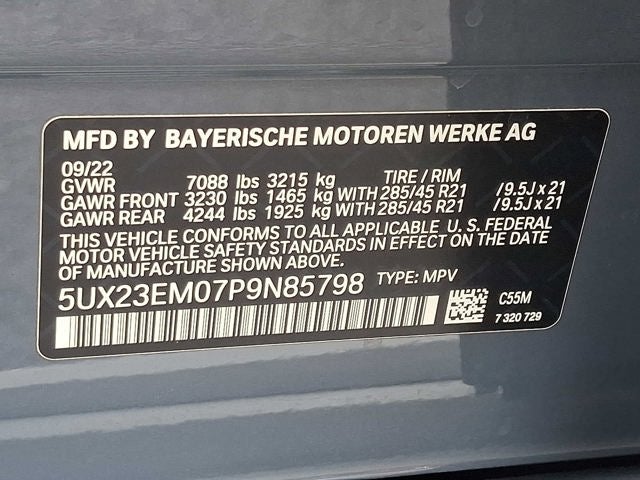 MFD BY BAYERISCHE MOTOREN WERKE AG
09/22
GVWR 7088 lbs 3215 kg TIRE / RIM
GAWR FRONT 3230 lbs 1465 kg WITH 285/45 R21 /9.5J x 21
GAWR REAR 4244 lbs 1925 kg WITH 285/45 R21 /9.5J x 21
THIS VEHICLE CONFORMS TO ALL APPLICABLE U. S. FEDERAL
MOTOR VEHICLE SAFETY STANDARDS IN EFFECT ON THE DATE
OF MANUFACTURE SHOWN ABOVE.
5UX23EM07P9N85798 TYPE: MPV
C55M
7 320 729